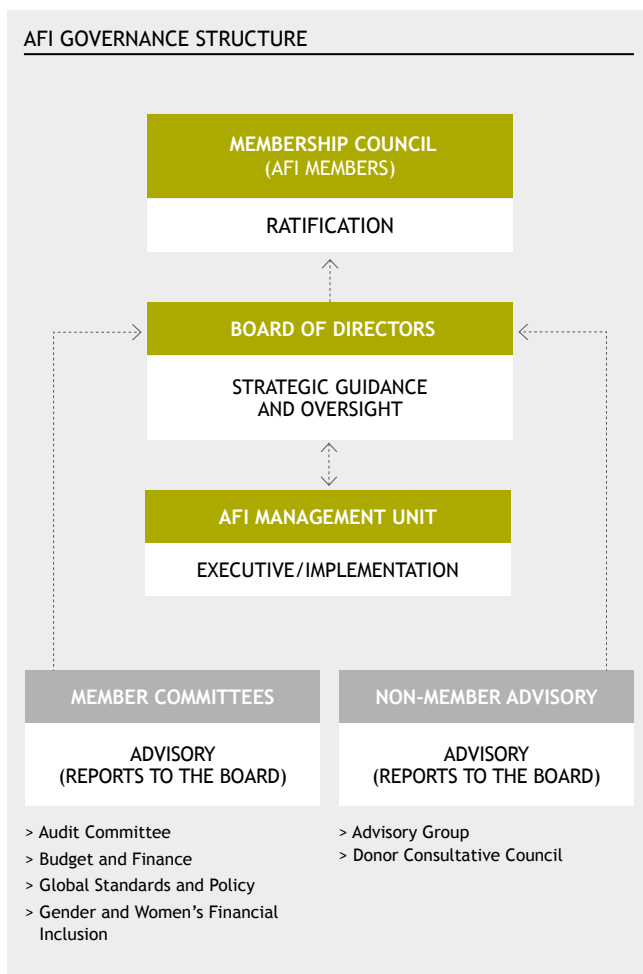 AFI GOVERNANCE STRUCTURE
MEMBERSHIP COUNCIL
(AFI MEMBERS)
RATIFICATION
BOARD OF DIRECTORS
STRATEGIC GUIDANCE
AND OVERSIGHT
AFI MANAGEMENT UNIT
EXECUTIVE/IMPLEMENTATION
MEMBER COMMITTEES
ADVISORY
(REPORTS TO THE BOARD)
> Audit Committee
> Budget and Finance
> Global Standards and Policy
> Gender and Women’s Financial
Inclusion
NON-MEMBER ADVISORY
ADVISORY
(REPORTS TO THE BOARD)
> Advisory Group
> Donor Consultative Council